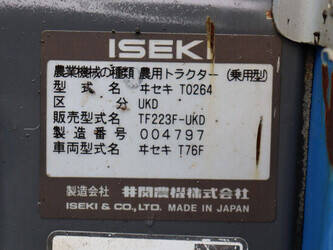 ISEKI
農業機械の種類 農用トラクター(乗用型)
型式名 ヰセキ T0264
区分 UKD
販売型式名 TF223F-UKD
製造番号 004797
車両型式名 ヰセキ T76F
製造会社 井関農機株式会社
ISEKI & CO., LTD. MADE IN JAPAN